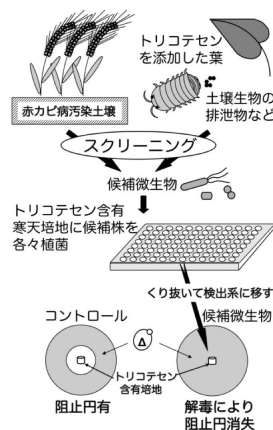 トリコテセン
を添加した葉
赤カビ病汚染土壌
土壌生物の
排泄物など
スクリーニング
候補微生物
トリコテセン含有
寒天培地に候補株を
各々植菌
くり抜いて検出系に移す
コントロール
候補微生物
トリコテセン
含有培地
阻止円有
解毒により
阻止円消失